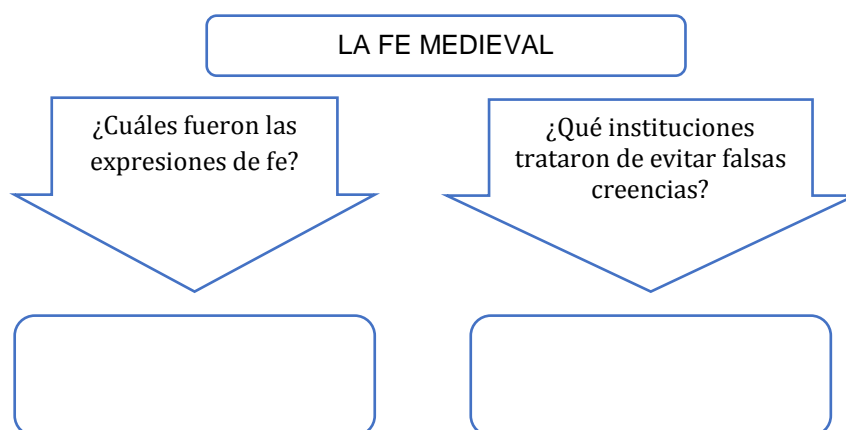 LA FE MEDIEVAL
¿Cuáles fueron las
expresiones de fe?
¿Qué instituciones
trataron de evitar falsas
creencias?